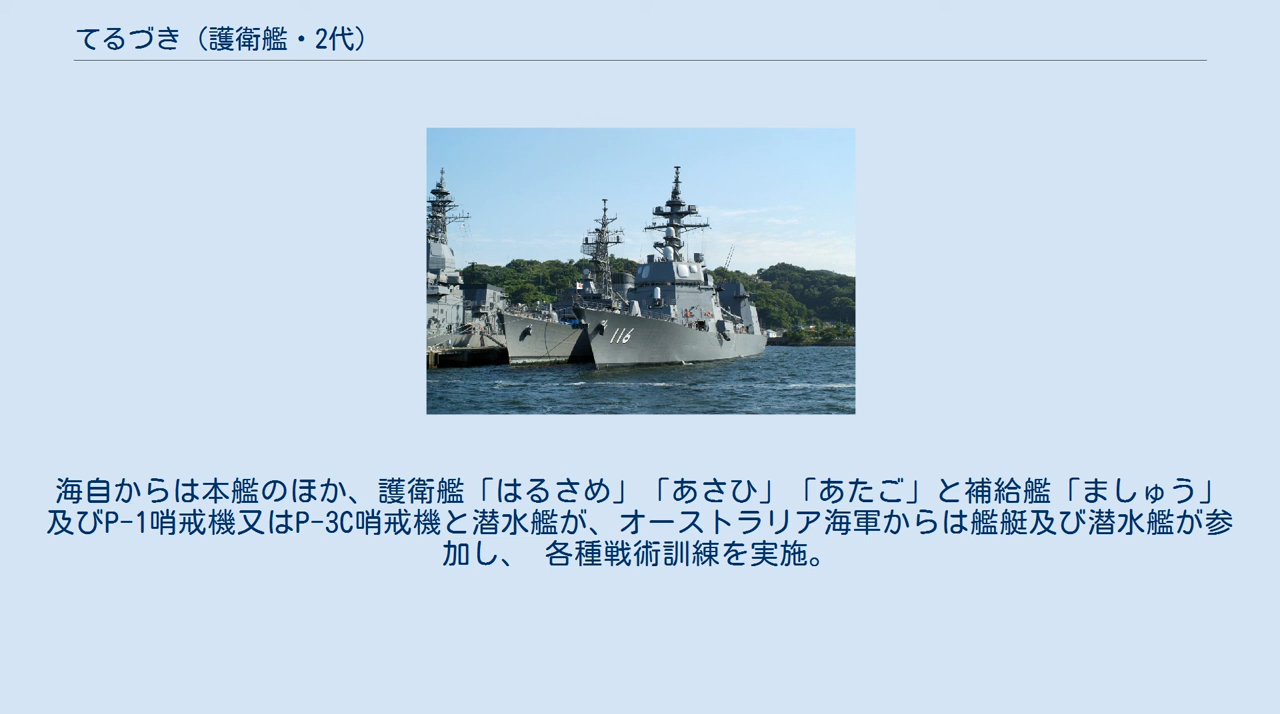 てるづき（護衛艦・2代）
116
海自からは本艦のほか、護衛艦「はるさめ」「あさひ」「あたご」と補給艦「ましゅう」
及びP-1哨戒機又はP-3C哨戒機と潜水艦が、オーストラリア海軍からは艦艇及び潜水艦が参
加し、 各種戦術訓練を実施。